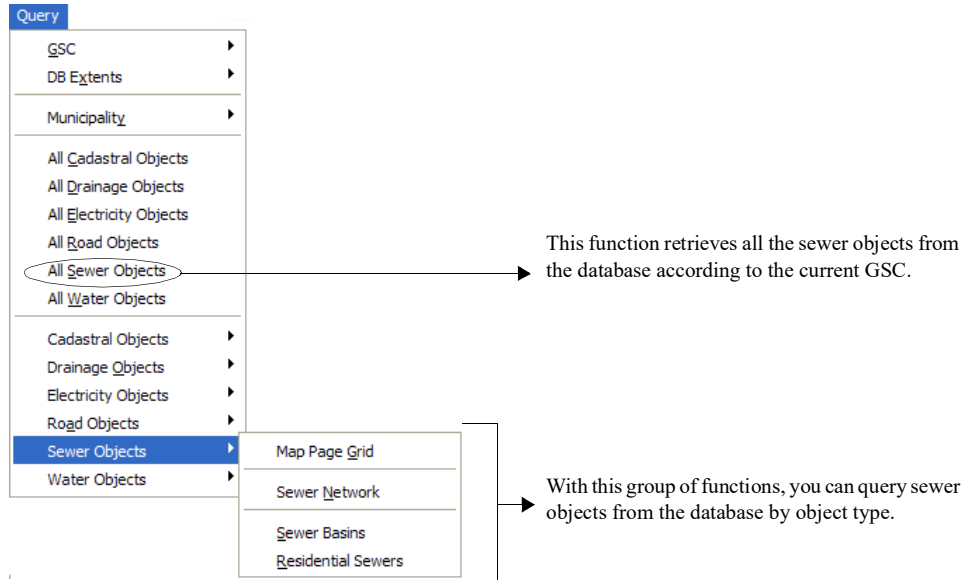 Query
GSC
DB Extents
Municipality
All Cadastral Objects
All Drainage Objects
All Electricity Objects
All Road Objects
All Sewer Objects
All Water Objects
This function retrieves all the sewer objects from
the database according to the current GSC.
Cadastral Objects
Drainage Objects
Electricity Objects
Road Objects
Sewer Objects
Water Objects
Map Page Grid
Sewer Network
Sewer Basins
Residential Sewers
With this group of functions, you can query sewer
objects from the database by object type.